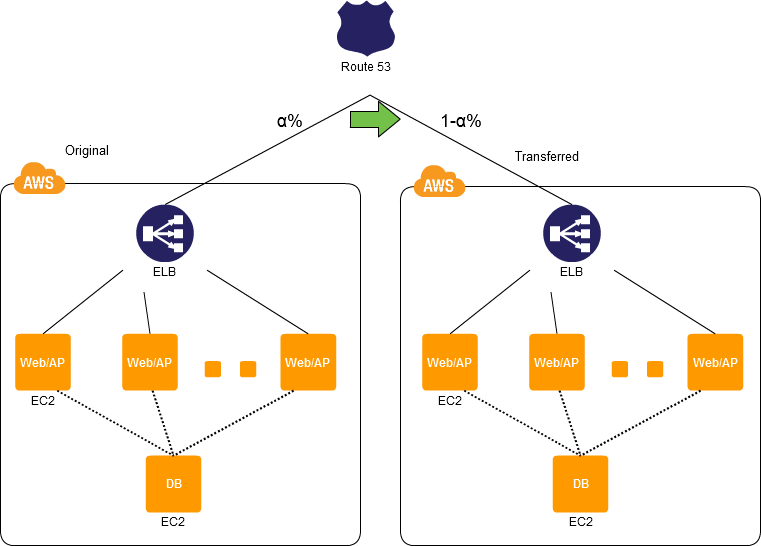 Route 53
α%
1-α%
Original
Transferred
AWS
AWS
ELB
ELB
Web/AP
Web/AP
Web/AP
Web/AP
Web/AP
Web/AP
EC2
EC2
DB
DB
EC2
EC2